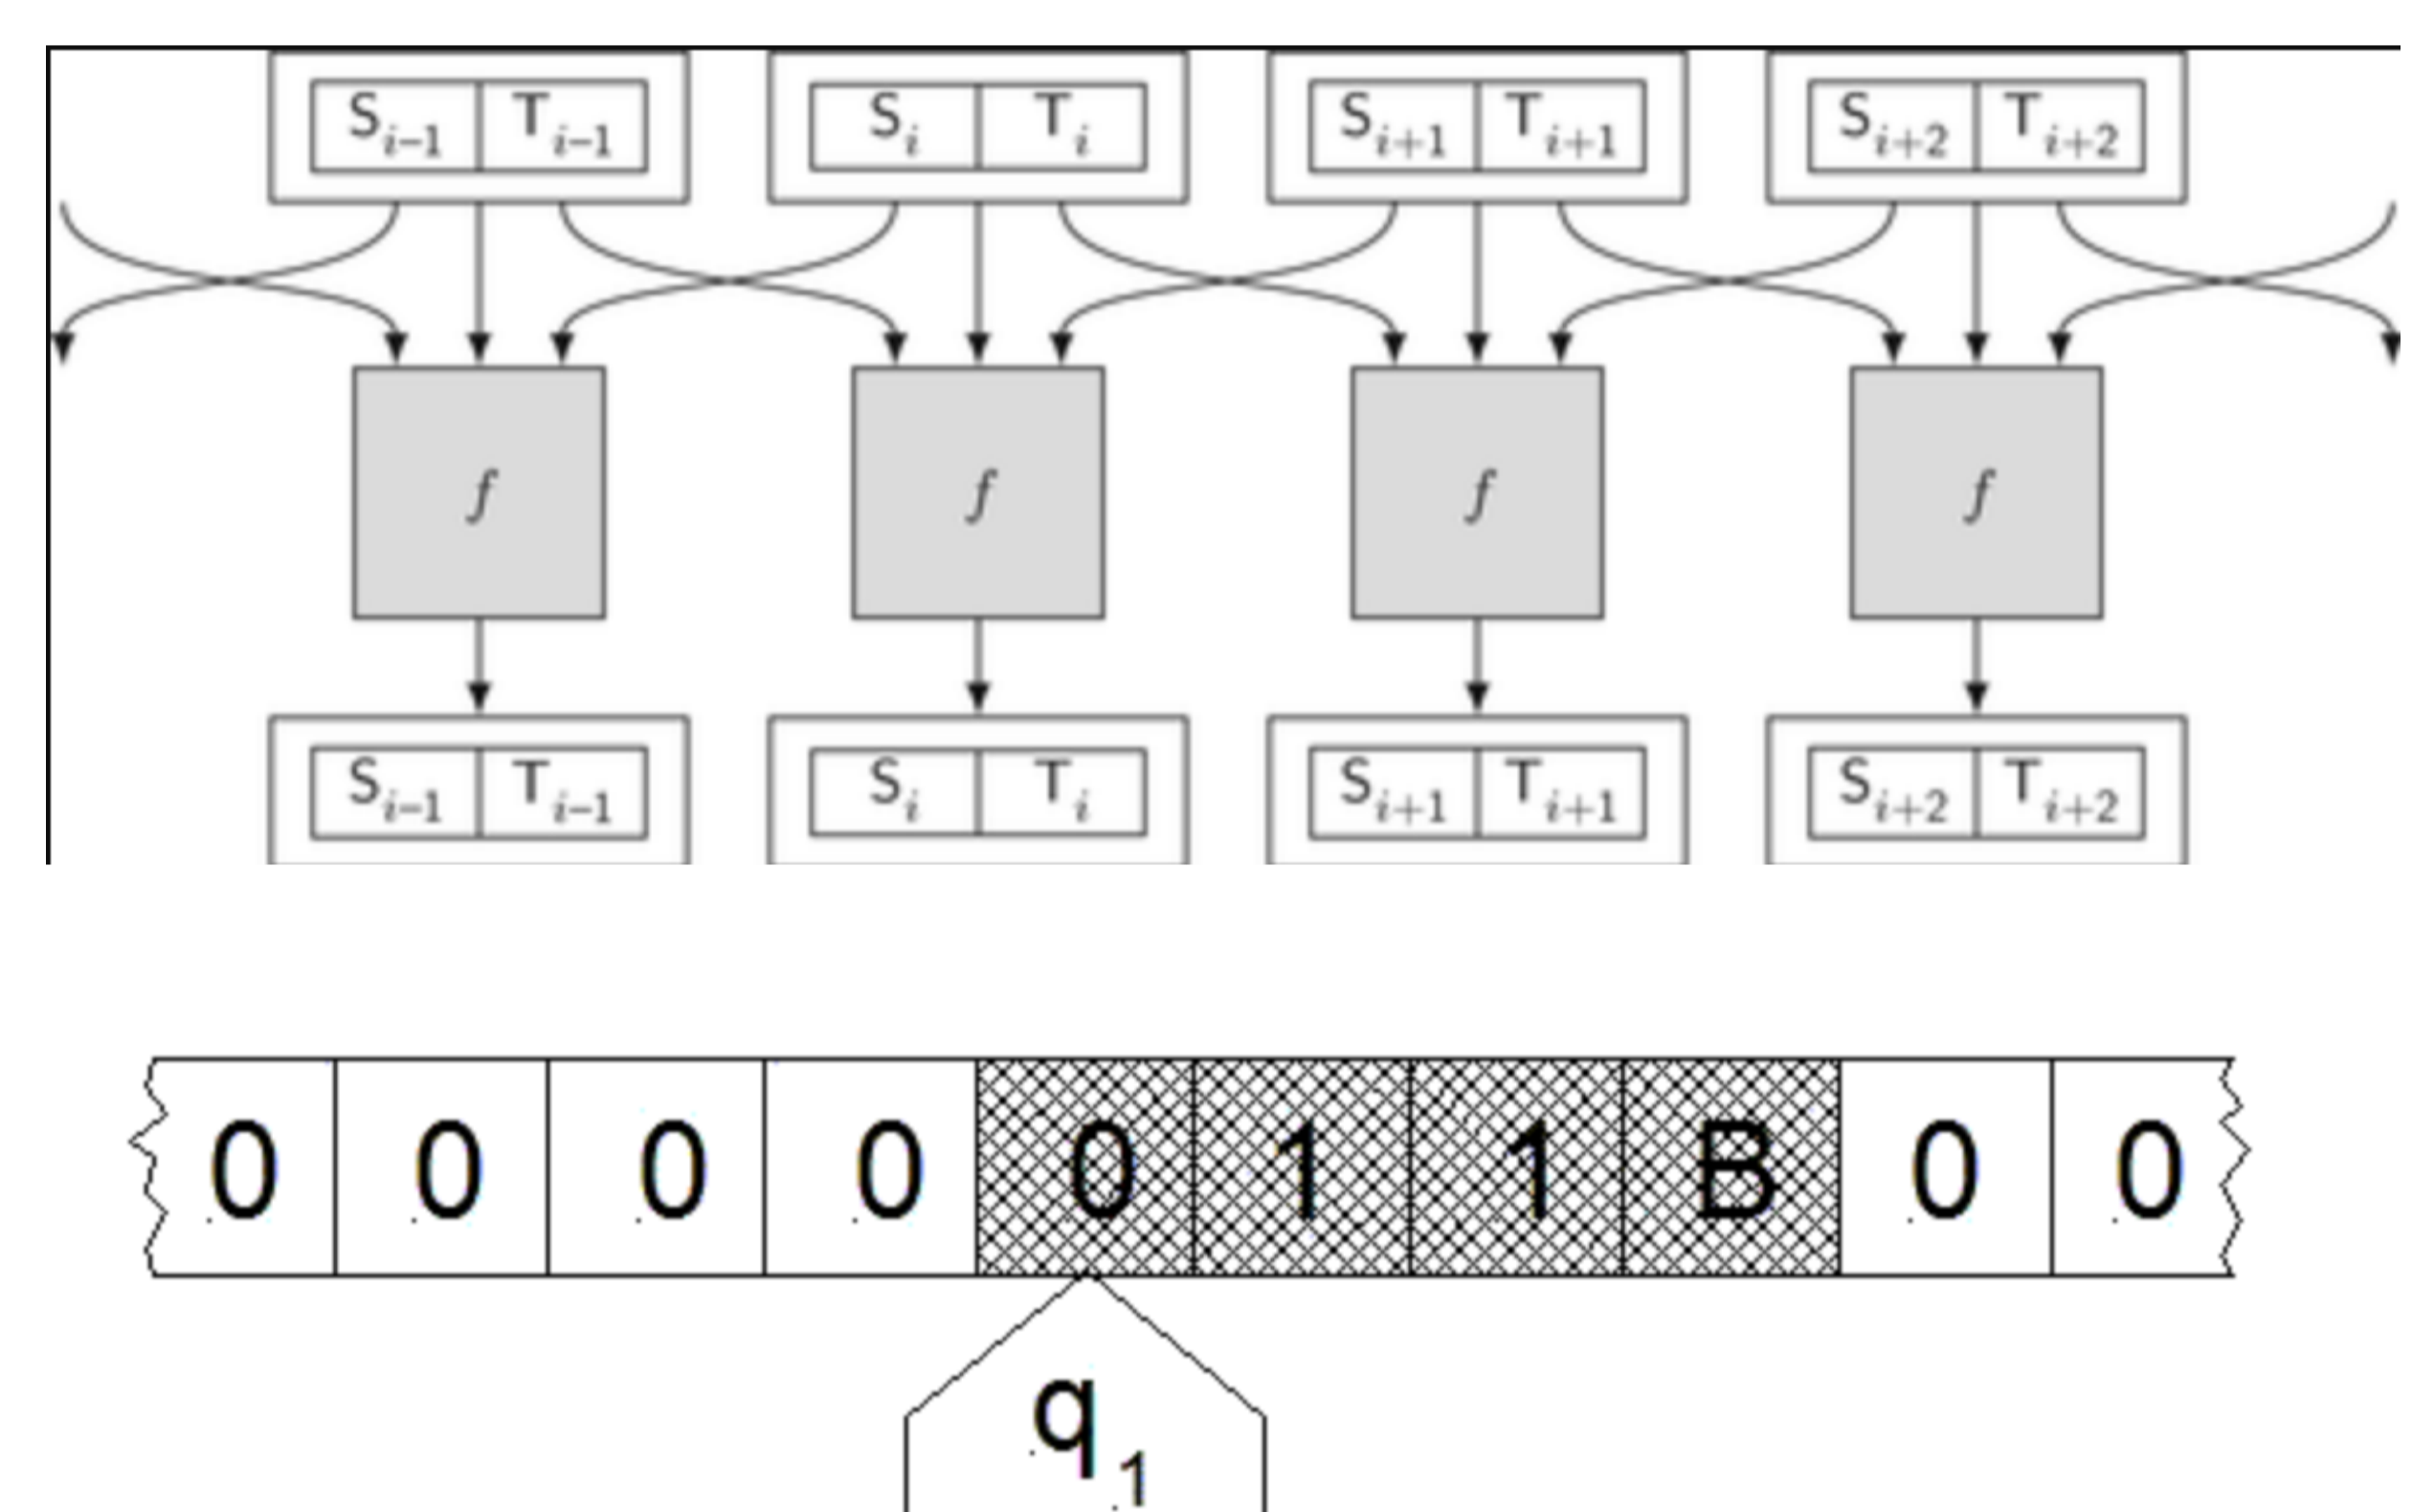 S_{i−1} T_{i−1} S_i T_i S_{i+1} T_{i+1} S_{i+2} T_{i+2}
f f f f
S_{i−1} T_{i−1} S_i T_i S_{i+1} T_{i+1} S_{i+2} T_{i+2}
0 0 0 0 0 1 1 B 0 0
q_1